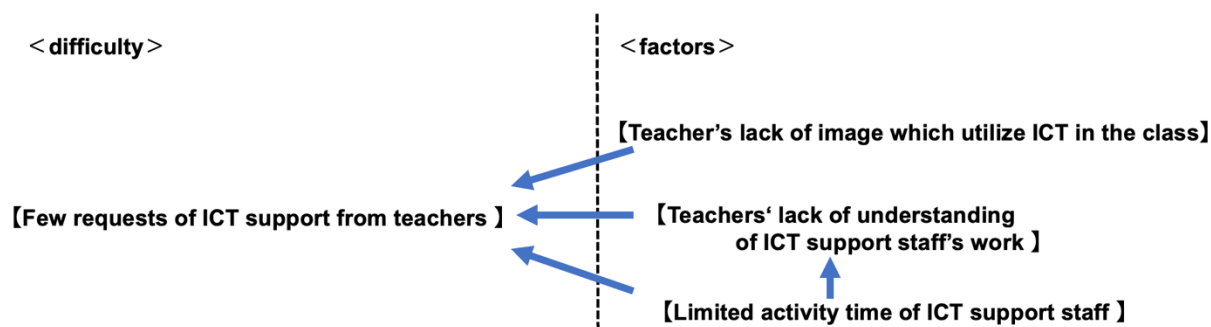 ＜difficulty＞
＜factors＞
【Teacher’s lack of image which utilize ICT in the class】
【Few requests of ICT support from teachers 】
【Teachers‘ lack of understanding
of ICT support staff’s work 】
【Limited activity time of ICT support staff 】